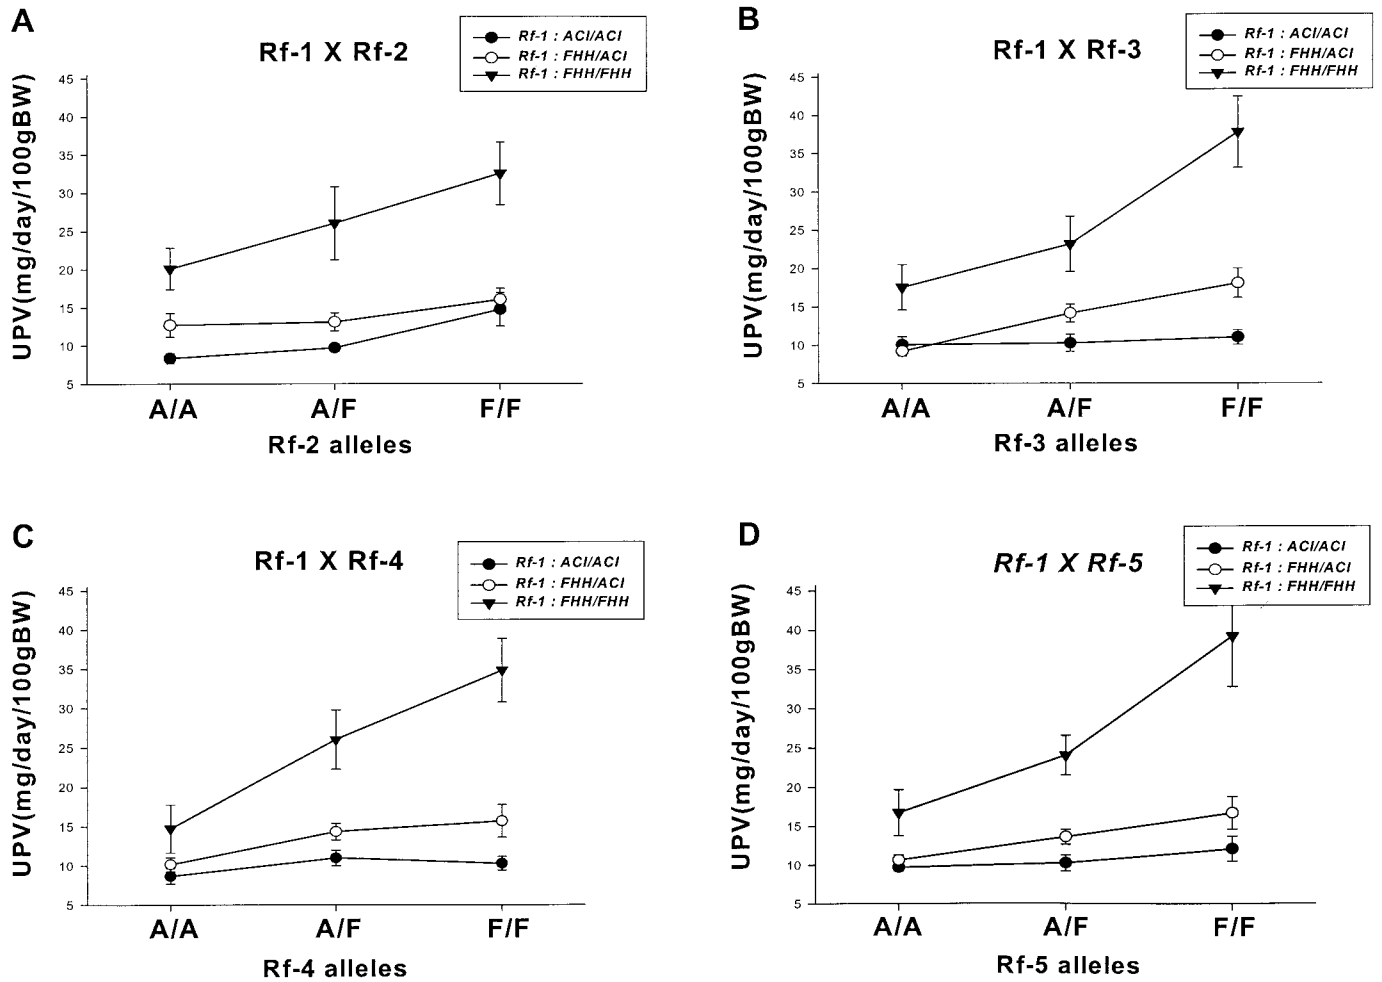 A
Rf-1 X Rf-2
Rf-1 : ACI/ACI
Rf-1 : FHH/ACI
Rf-1 : FHH/FHH
UPV(mg/day/100gBW)
45
40
35
30
25
20
15
10
5
A/A A/F F/F
Rf-2 alleles
B
Rf-1 X Rf-3
Rf-1 : ACI/ACI
Rf-1 : FHH/ACI
Rf-1 : FHH/FHH
UPV(mg/day/100gBW)
45
40
35
30
25
20
15
10
5
A/A A/F F/F
Rf-3 alleles
C
Rf-1 X Rf-4
Rf-1 : ACI/ACI
Rf-1 : FHH/ACI
Rf-1 : FHH/FHH
UPV(mg/day/100gBW)
45
40
35
30
25
20
15
10
5
A/A A/F F/F
Rf-4 alleles
D
Rf-1 X Rf-5
Rf-1 : ACI/ACI
Rf-1 : FHH/ACI
Rf-1 : FHH/FHH
UPV(mg/day/100gBW)
45
40
35
30
25
20
15
10
5
A/A A/F F/F
Rf-5 alleles